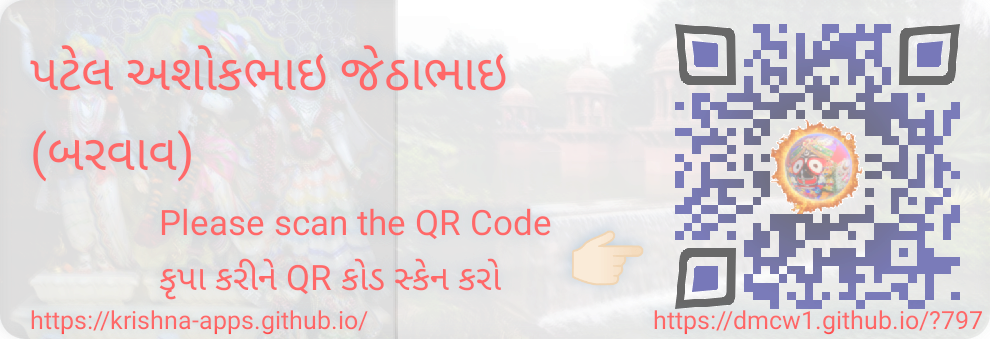 પટેલ અશોકભાઇ જેઠાભાઇ
(બરવાવ)
Please scan the QR Code
કૃપા કરીને QR કોડ સ્કેન કરો
https://krishna-apps.github.io/
https://dmcw1.github.io/?797